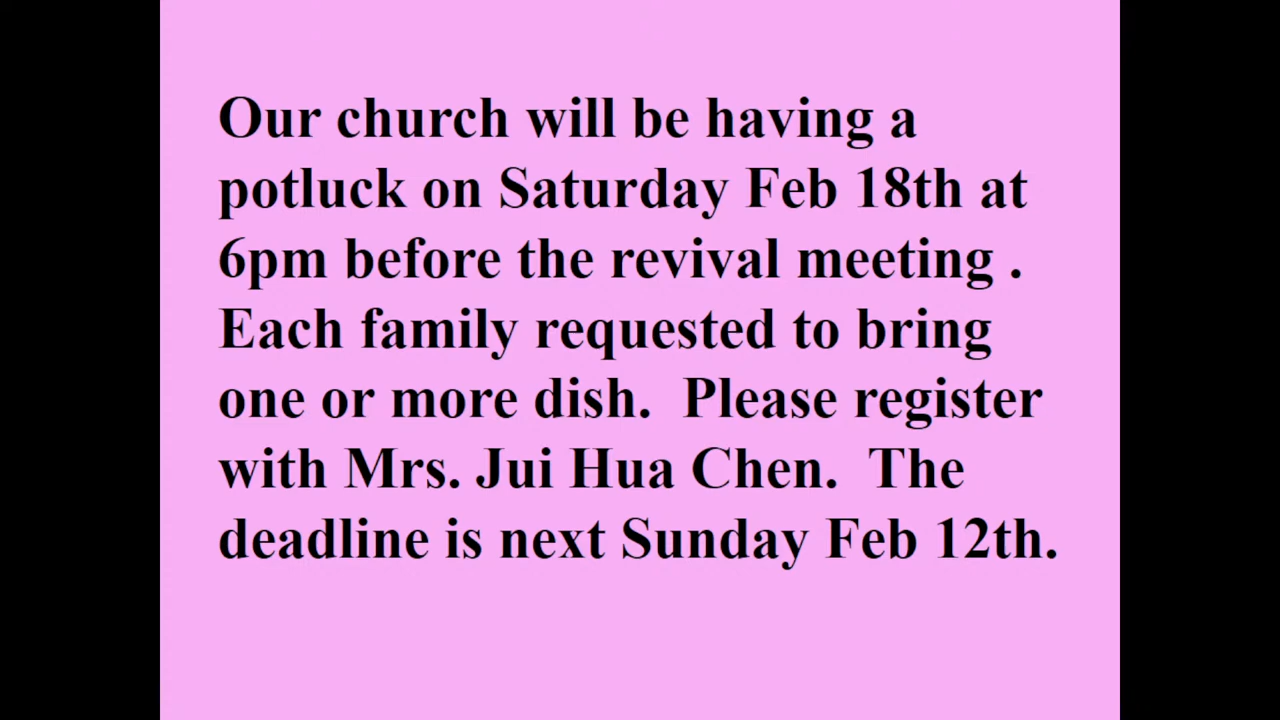 Our church will be having a
potluck on Saturday Feb 18th at
6pm before the revival meeting .
Each family requested to bring
one or more dish.  Please register
with Mrs. Jui Hua Chen.  The
deadline is next Sunday Feb 12th.